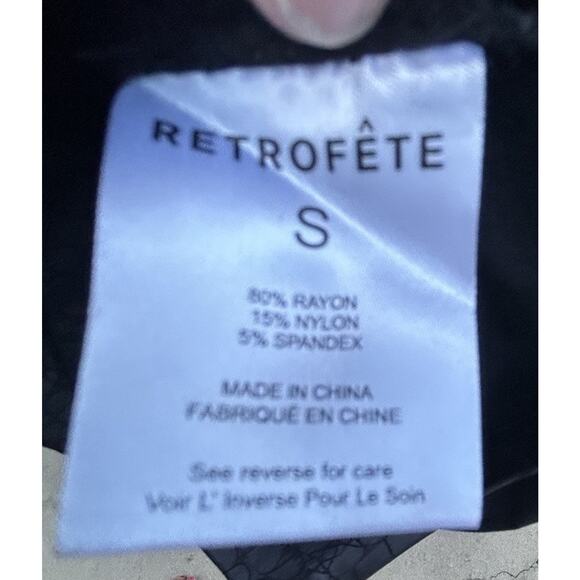 RETROFÊTE
S
80% RAYON
15% NYLON
5% SPANDEX
MADE IN CHINA
FABRIQUÉ EN CHINE
See reverse for care
Voir L' Inverse Pour Le Soin